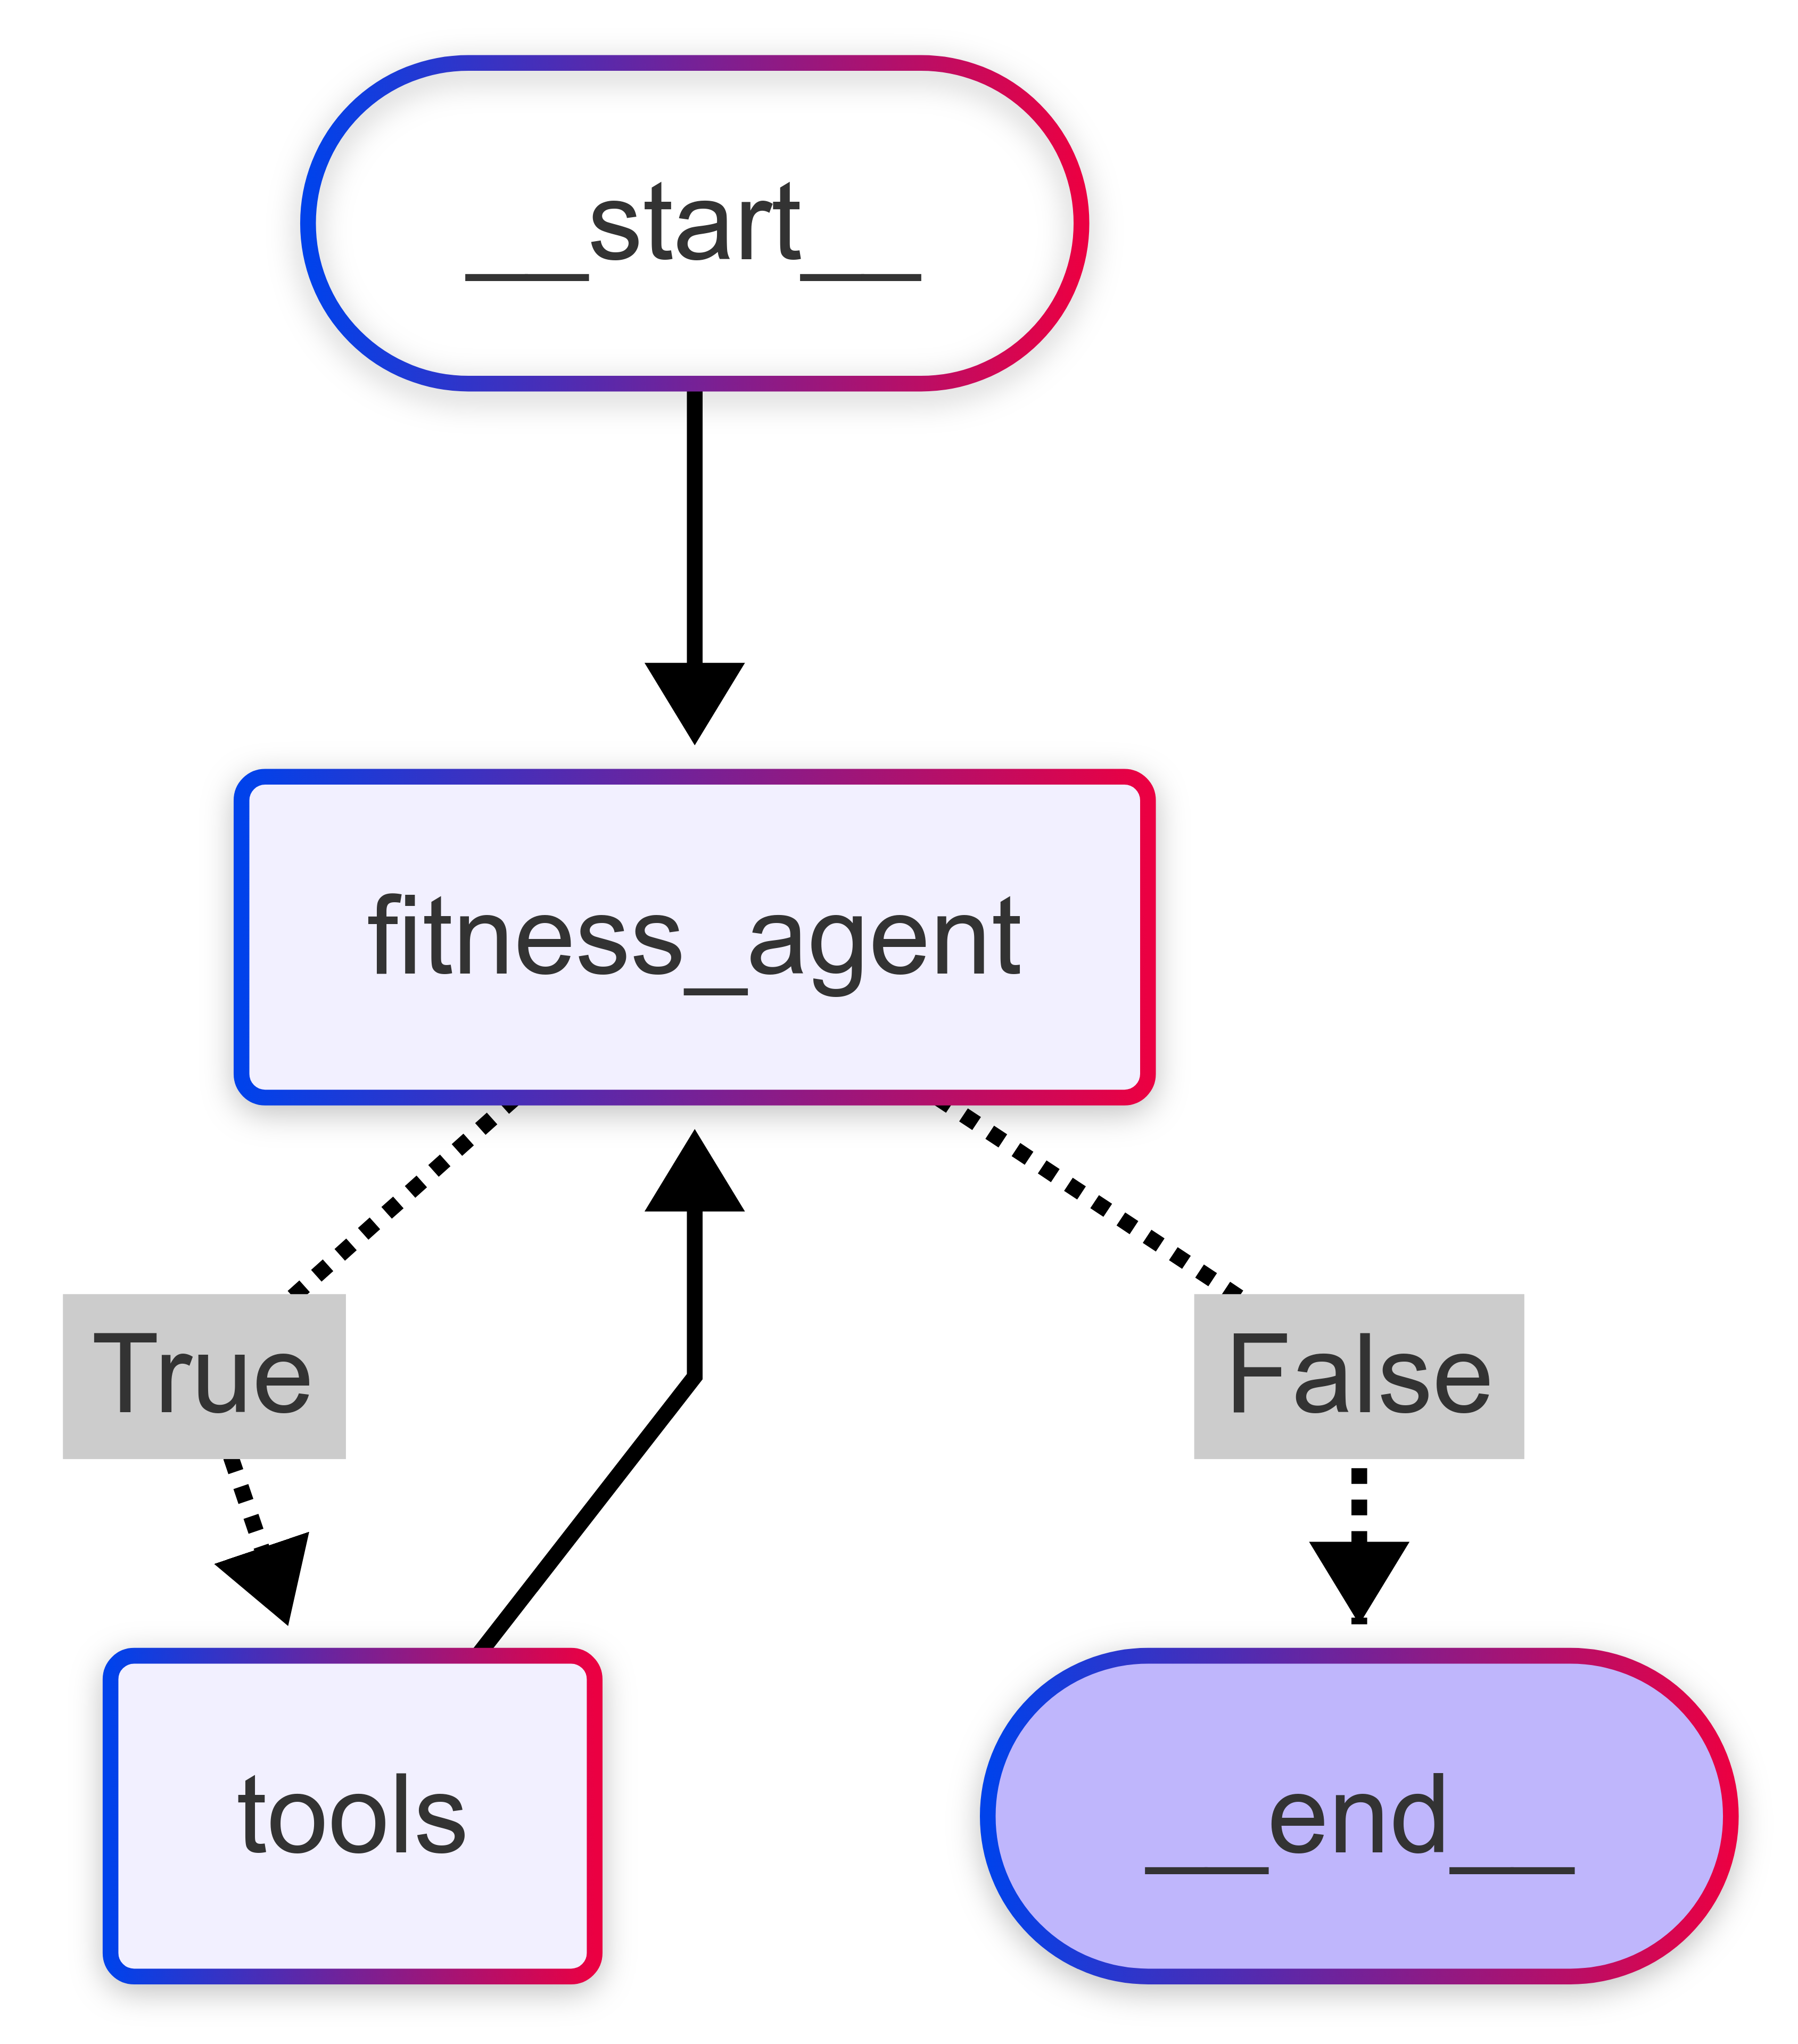 __start__
fitness_agent
True
False
tools
__end__